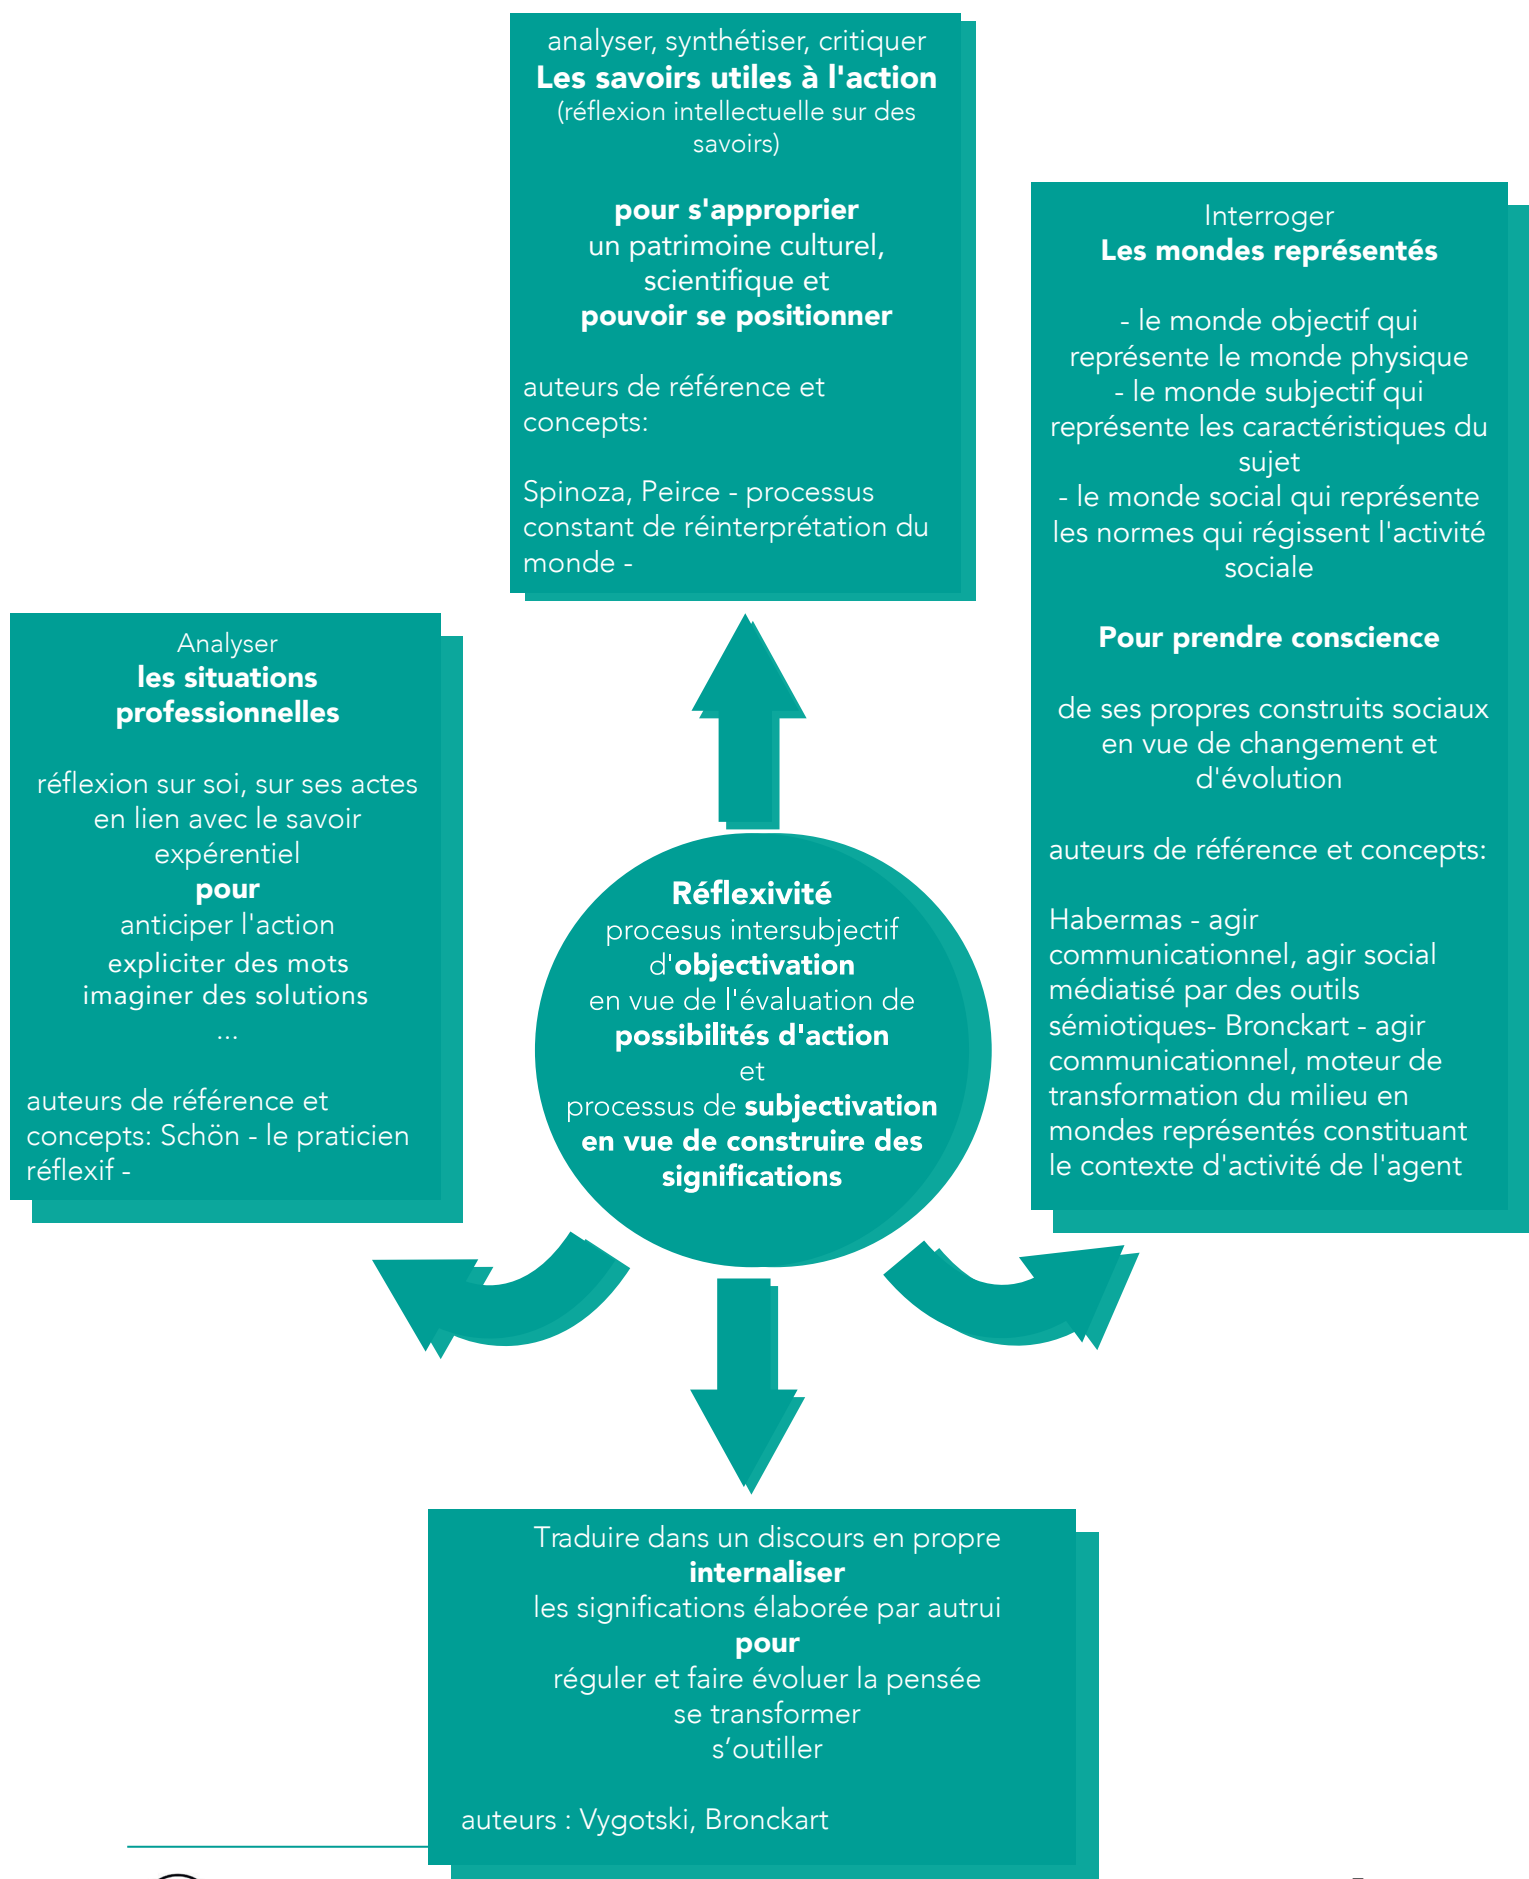 analyser, synthétiser, critiquer
Les savoirs utiles à l'action
(réflexion intellectuelle sur des
savoirs)
pour s'approprier
un patrimoine culturel,
scientifique et
pouvoir se positionner
auteurs de référence et
concepts:
Spinoza, Peirce - processus
constant de réinterprétation du
monde -
Interroger
Les mondes représentés
- le monde objectif qui
représente le monde physique
- le monde subjectif qui
représente les caractéristiques du
sujet
- le monde social qui représente
les normes qui régissent l'activité
sociale
Pour prendre conscience
de ses propres construits sociaux
en vue de changement et
d'évolution
auteurs de référence et concepts:
Habermas - agir
communicationnel, agir social
médiatisé par des outils
sémiotiques- Bronckart - agir
communicationnel, moteur de
transformation du milieu en
mondes représentés constituant
le contexte d'activité de l'agent
Analyser
les situations
professionnelles
réflexion sur soi, sur ses actes
en lien avec le savoir
expérentiel
pour
anticiper l'action
expliciter des mots
imaginer des solutions
...
auteurs de référence et
concepts: Schön - le praticien
réflexif -
Réflexivité
procesus intersubjectif
d'objectivation
en vue de l'évaluation de
possibilités d'action
et
processus de subjectivation
en vue de construire des
significations
Traduire dans un discours en propre
internaliser
les significations élaborée par autrui
pour
réguler et faire évoluer la pensée
se transformer
s’outiller
auteurs : Vygotski, Bronckart